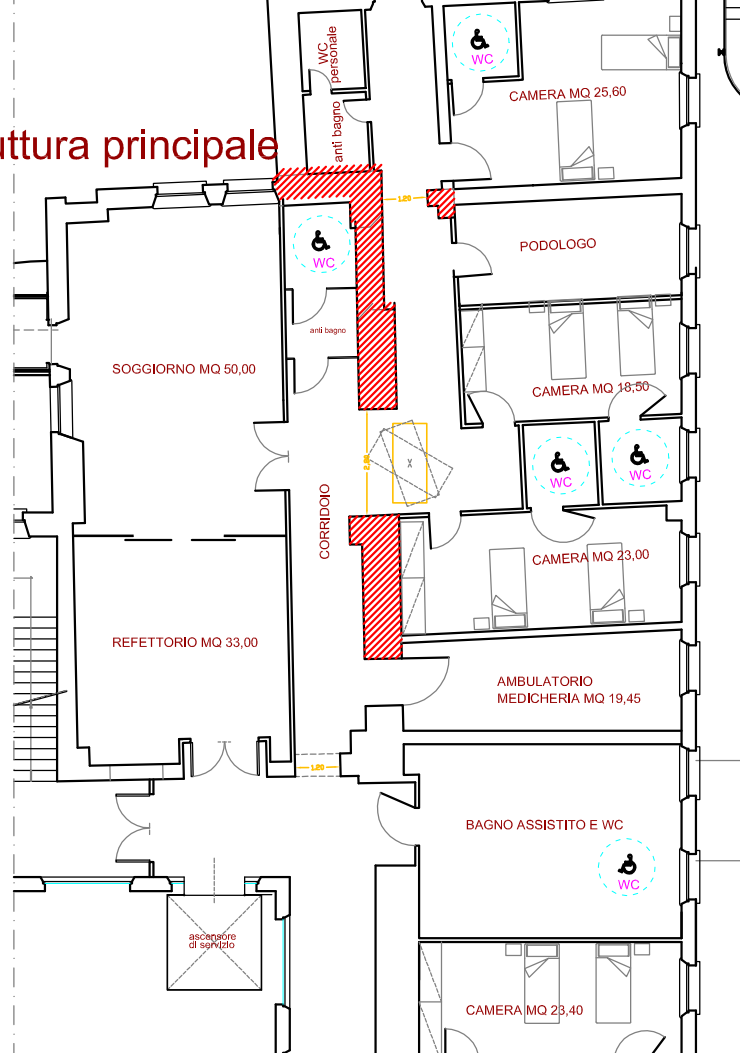 WC
personale
WC
CAMERA MQ 25,60
anti bagno
uttura principale
1.20
WC
PODOLOGO
anti bagno
SOGGIORNO MQ 50,00
CAMERA MQ 18,50
X
WC
WC
CORRIDOIO
CAMERA MQ 23,00
REFETTORIO MQ 33,00
AMBULATORIO
MEDICHERIA MQ 19,45
1.20
BAGNO ASSISTITO E WC
WC
ascensore
di servizio
CAMERA MQ 23,40